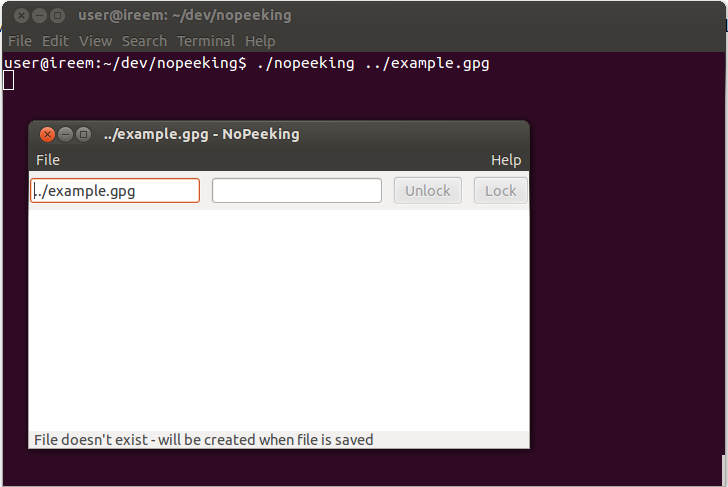 user@ireem: ~/dev/nopeeking
File Edit View Search Terminal Help
user@ireem:~/dev/nopeeking$ ./nopeeking ../example.gpg
../example.gpg - NoPeeking
File Help
../example.gpg Unlock Lock
File doesn't exist - will be created when file is saved